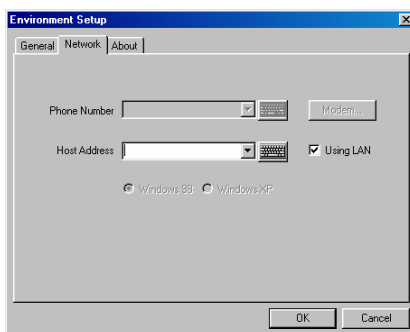 Environment Setup
General Network About
Phone Number Modem...
Host Address Using LAN
Windows 98 Windows XP
OK Cancel